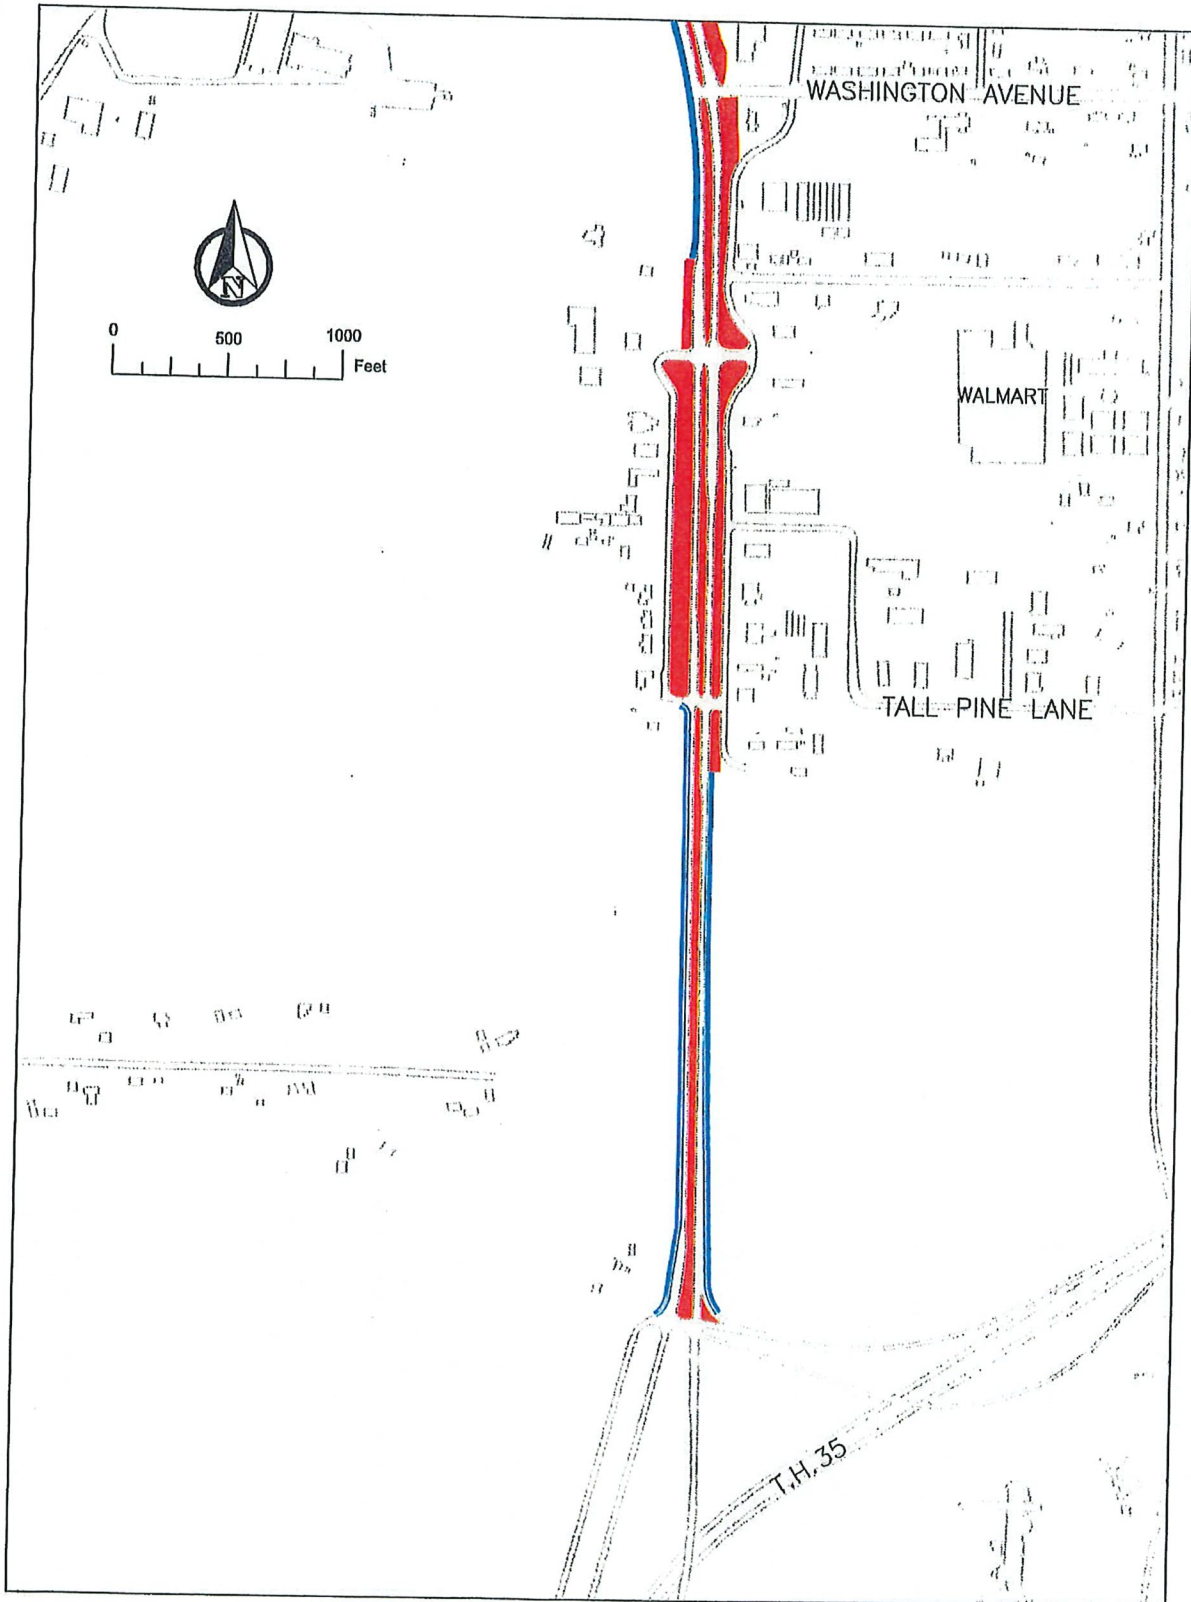 WASHINGTON AVENUE
N
0 500 1000
Feet
WALMART
TALL PINE LANE
T.H. 35